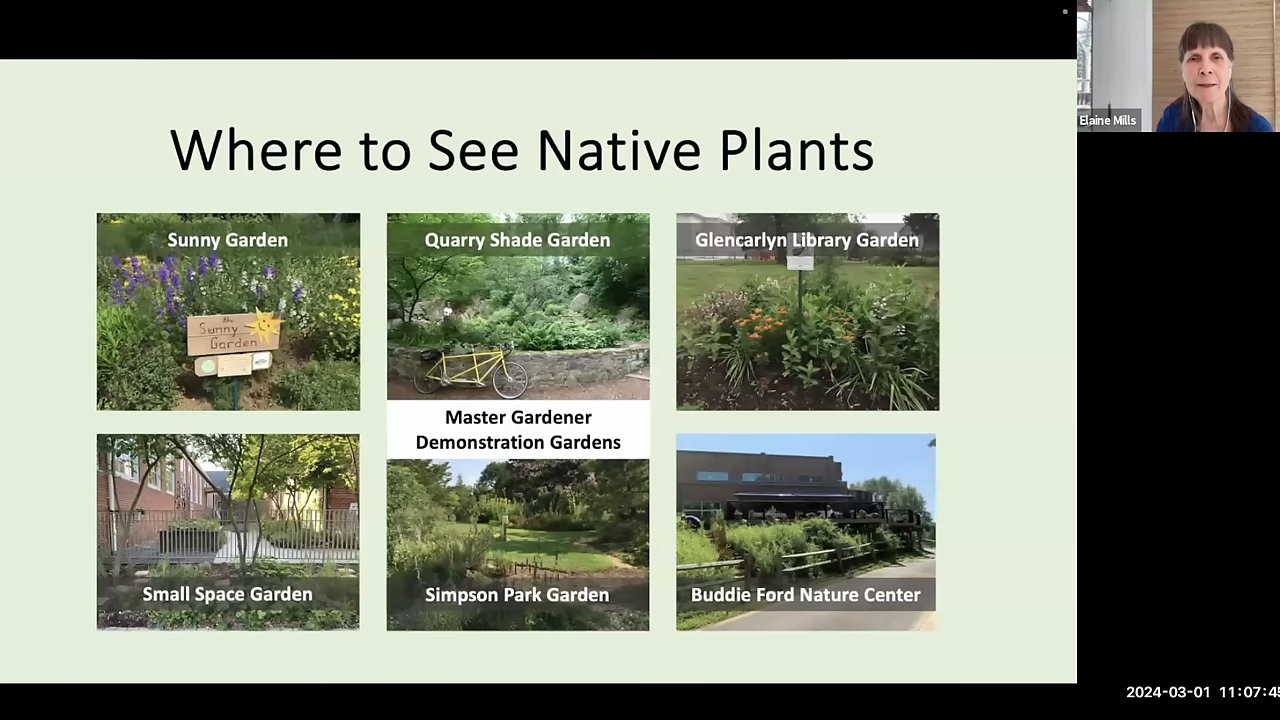 Where to See Native Plants
Sunny Garden
Quarry Shade Garden
Glencarlyn Library Garden
the
Sunny
Garden
Master Gardener
Demonstration Gardens
Small Space Garden
Simpson Park Garden
Buddie Ford Nature Center
Elaine Mills
2024-03-01 11:07:45